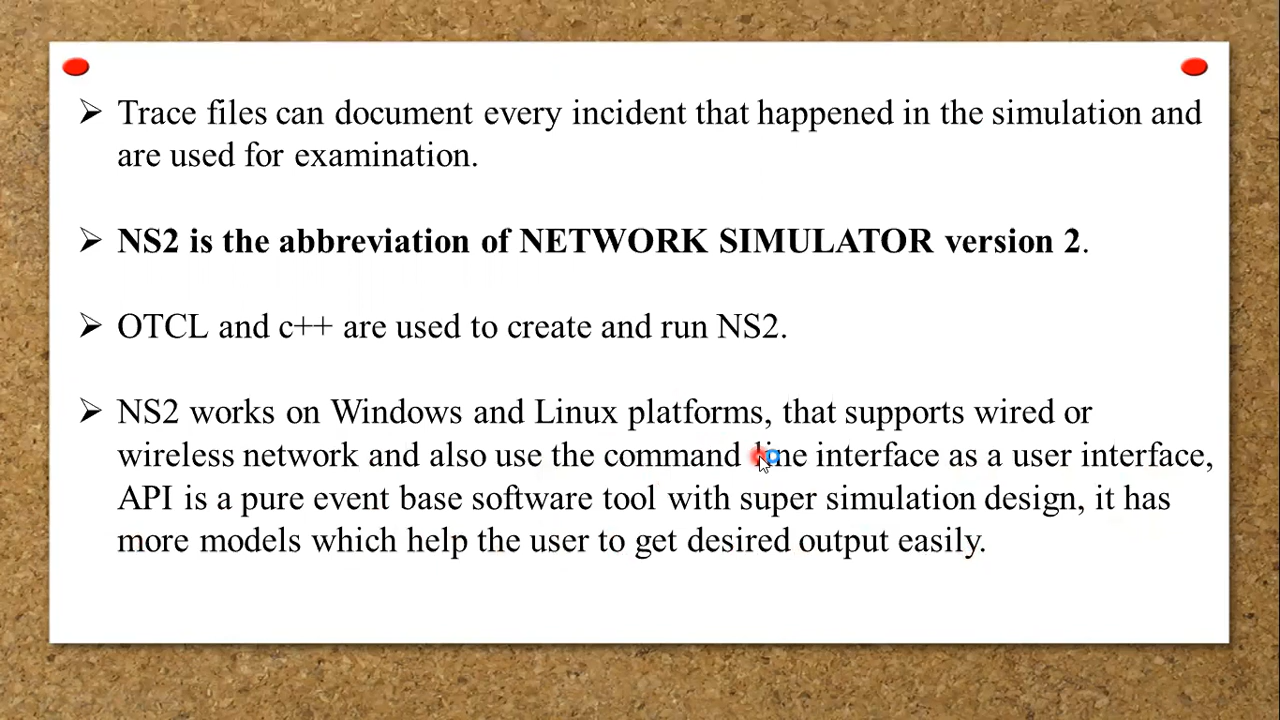 Trace files can document every incident that happened in the simulation and
are used for examination.
NS2 is the abbreviation of NETWORK SIMULATOR version 2.
OTCL and c++ are used to create and run NS2.
NS2 works on Windows and Linux platforms, that supports wired or
wireless network and also use the command line interface as a user interface,
API is a pure event base software tool with super simulation design, it has
more models which help the user to get desired output easily.